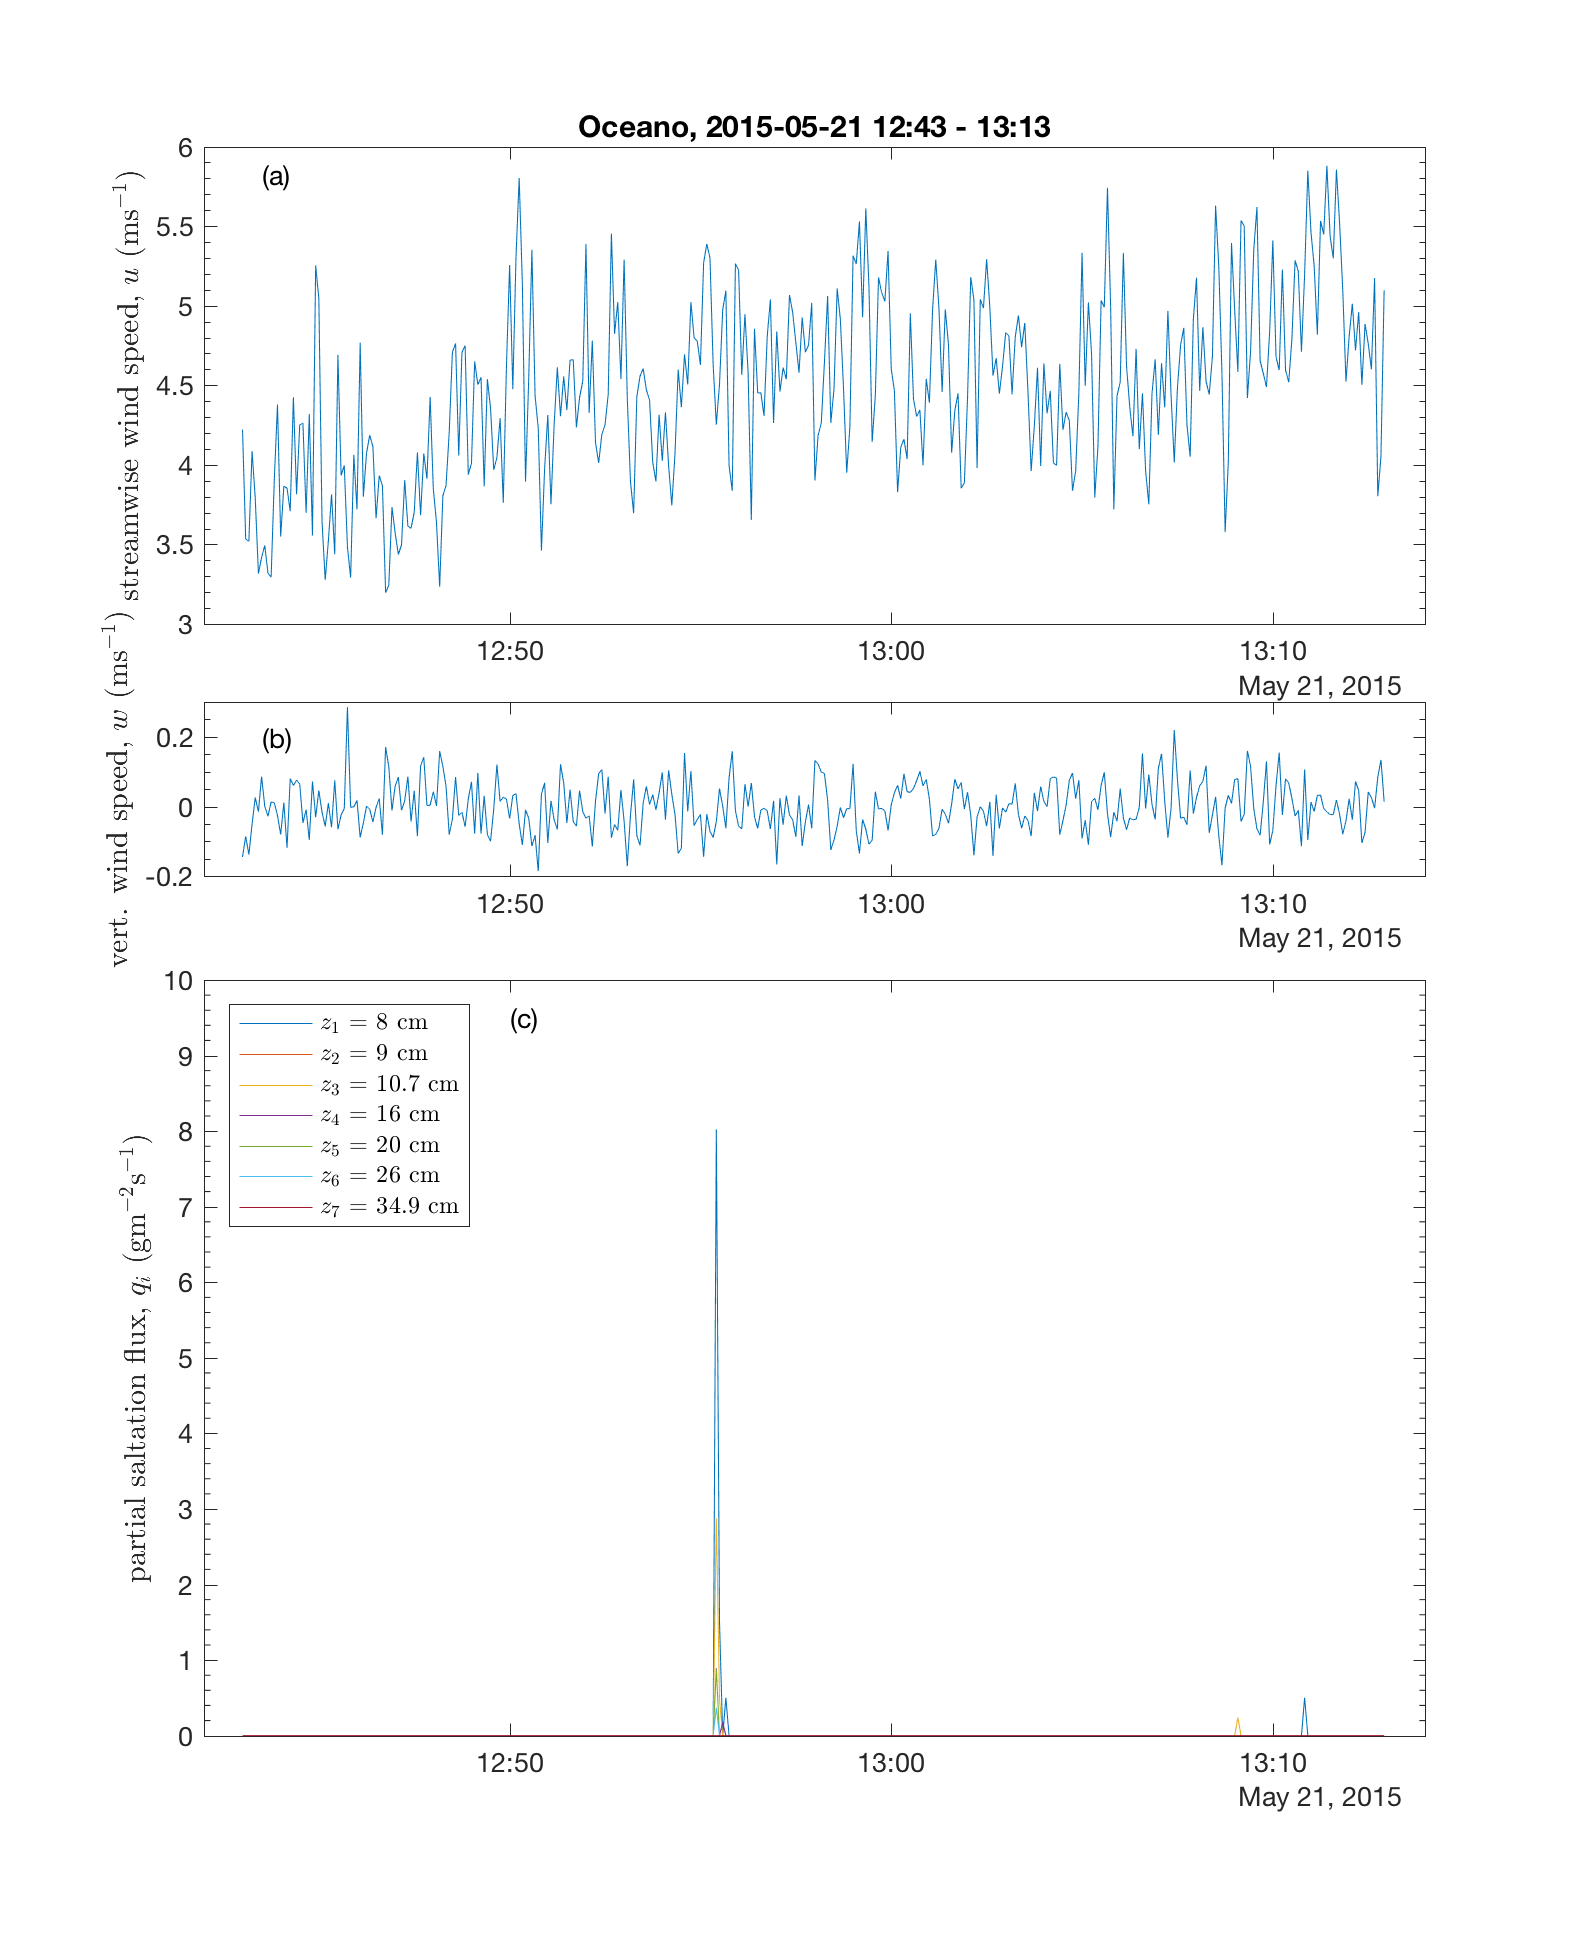 Oceano, 2015-05-21 12:43 - 13:13
(a)
streamwise wind speed, u (ms⁻¹)
6
5.5
5
4.5
4
3.5
3
12:50 13:00 13:10
May 21, 2015
(b)
vert. wind speed, w (ms⁻¹)
0.2
0
-0.2
12:50 13:00 13:10
May 21, 2015
(c)
partial saltation flux, qᵢ (gm⁻²s⁻¹)
10
9
8
7
6
5
4
3
2
1
0
z₁ = 8 cm
z₂ = 9 cm
z₃ = 10.7 cm
z₄ = 16 cm
z₅ = 20 cm
z₆ = 26 cm
z₇ = 34.9 cm
12:50 13:00 13:10
May 21, 2015